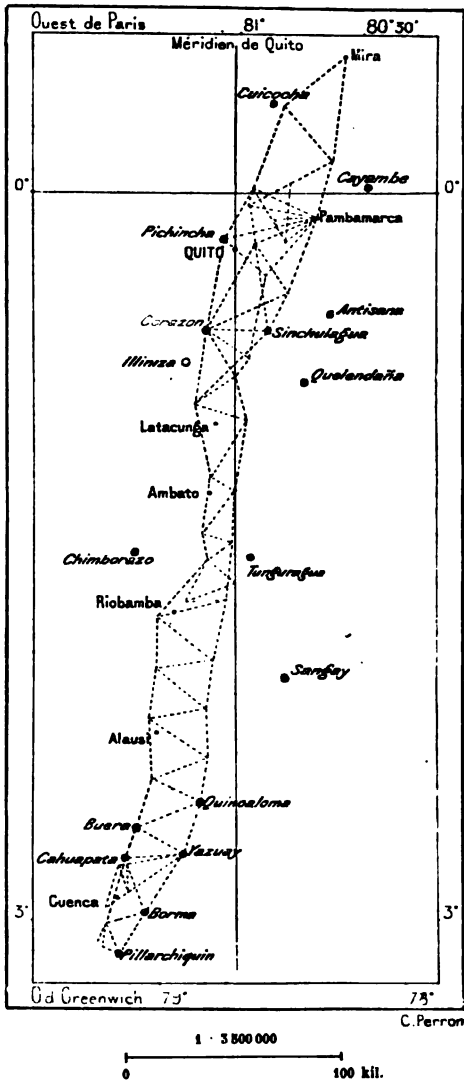 Ouest de Paris 81° 80°30'
Méridien de Quito
Mira
Cuicocha
0° Cayambe 0°
Pambamarca
Pichincha
QUITO
Antisana
Corazon
Sinchulagua
Illiniza
Quelendaña
Latacunga
Ambato
Chimborazo
Tunguragua
Riobamba
Sangay
Alausi
Quinoaloma
Buera
Cahuapata Yazuay
Cuenca
3° Borma 3°
Pillarchiquin
O d Greenwich 79° 78°
C. Perron
1 · 3 800 000
0 100 kil.